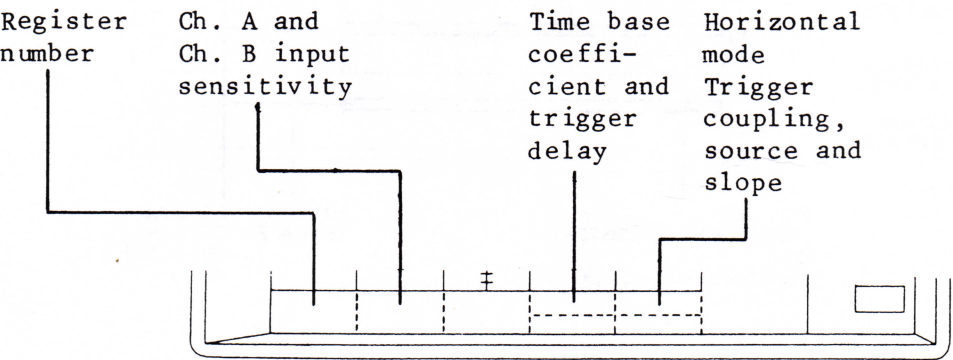 Register
number
Ch. A and
Ch. B input
sensitivity
Time base
coeffi-
cient and
trigger
delay
Horizontal
mode
Trigger
coupling,
source and
slope